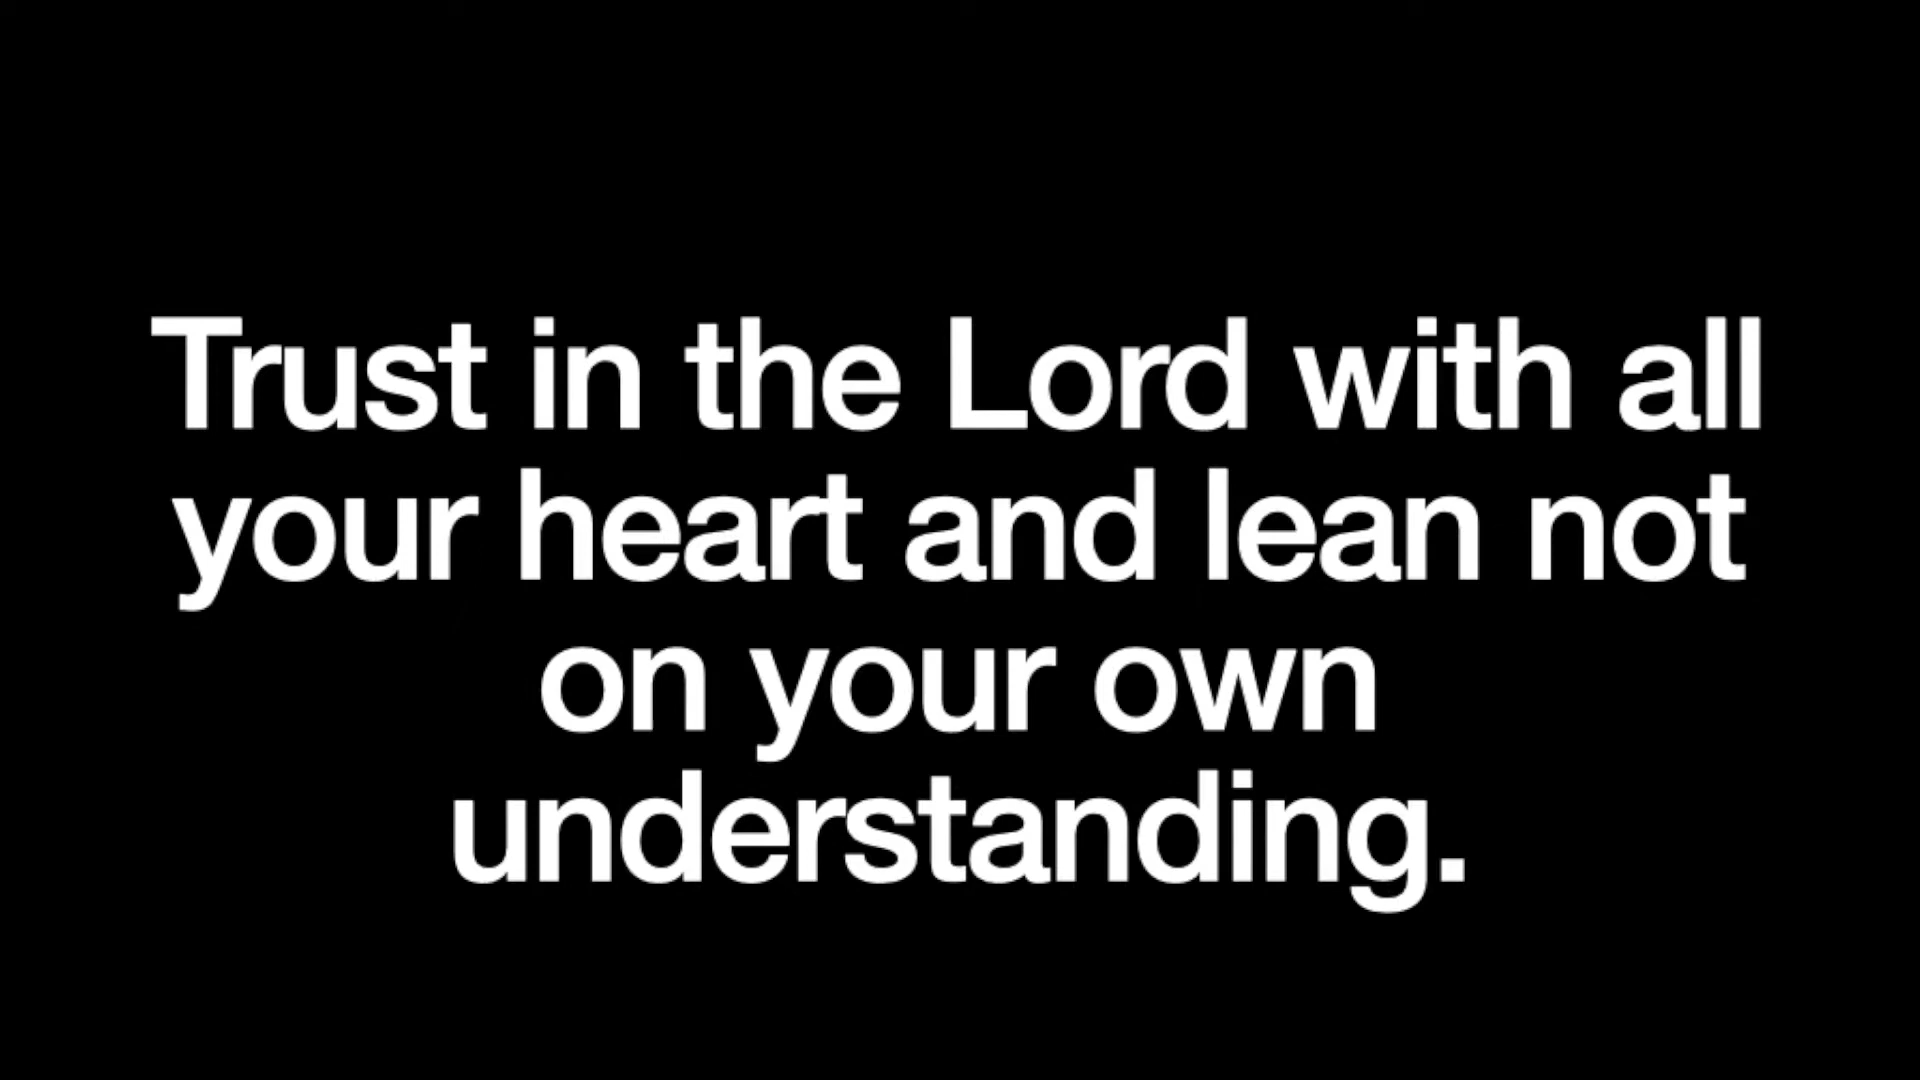 Trust in the Lord with all
your heart and lean not
on your own
understanding.